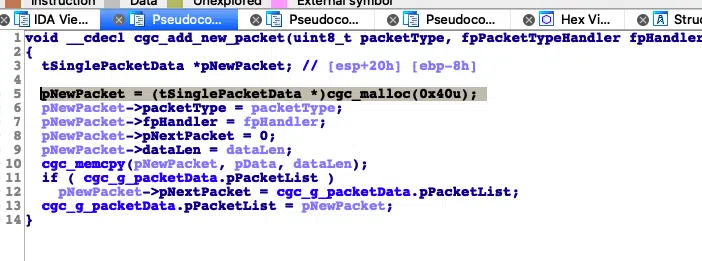 Instruction Data Unexplored External symbol
IDA Vie... Pseudoco... Pseudoco... Pseudoco... Hex Vi... Struc
1 void __cdecl cgc_add_new_packet(uint8_t packetType, fpPacketTypeHandler fpHandler
2 {
3 tSinglePacketData *pNewPacket; // [esp+20h] [ebp-8h]
4
5 pNewPacket = (tSinglePacketData *)cgc_malloc(0x40u);
6 pNewPacket->packetType = packetType;
7 pNewPacket->fpHandler = fpHandler;
8 pNewPacket->pNextPacket = 0;
9 pNewPacket->dataLen = dataLen;
10 cgc_memcpy(pNewPacket, pData, dataLen);
11 if ( cgc_g_packetData.pPacketList )
12 pNewPacket->pNextPacket = cgc_g_packetData.pPacketList;
13 cgc_g_packetData.pPacketList = pNewPacket;
14 }